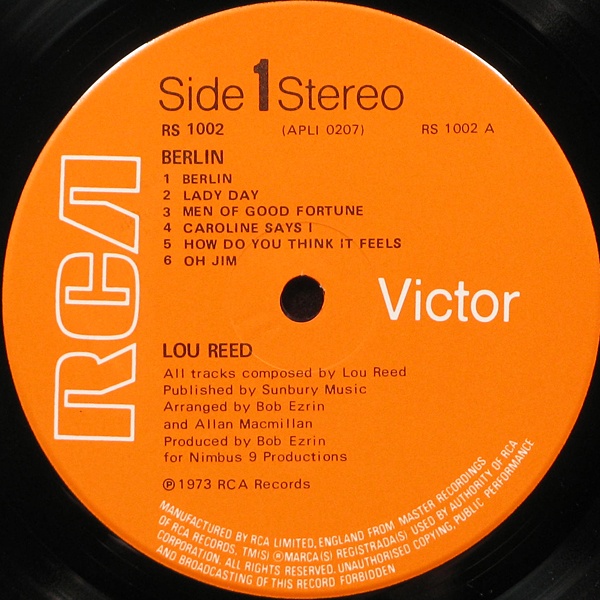 Side 1 Stereo
RS 1002 (APLI 0207) RS 1002 A
BERLIN
1 BERLIN
2 LADY DAY
3 MEN OF GOOD FORTUNE
4 CAROLINE SAYS I
5 HOW DO YOU THINK IT FEELS
6 OH JIM
RCA
Victor
LOU REED
All tracks composed by Lou Reed
Published by Sunbury Music
Arranged by Bob Ezrin
and Allan Macmillan
Produced by Bob Ezrin
for Nimbus 9 Productions
℗1973 RCA Records
MANUFACTURED BY RCA LIMITED, ENGLAND FROM MASTER RECORDINGS
OF RCA RECORDS. TM(S) ® MARCA(S) REGISTRADA(S) USED BY AUTHORITY OF RCA
CORPORATION. ALL RIGHTS RESERVED. UNAUTHORISED COPYING, PUBLIC PERFORMANCE
AND BROADCASTING OF THIS RECORD FORBIDDEN